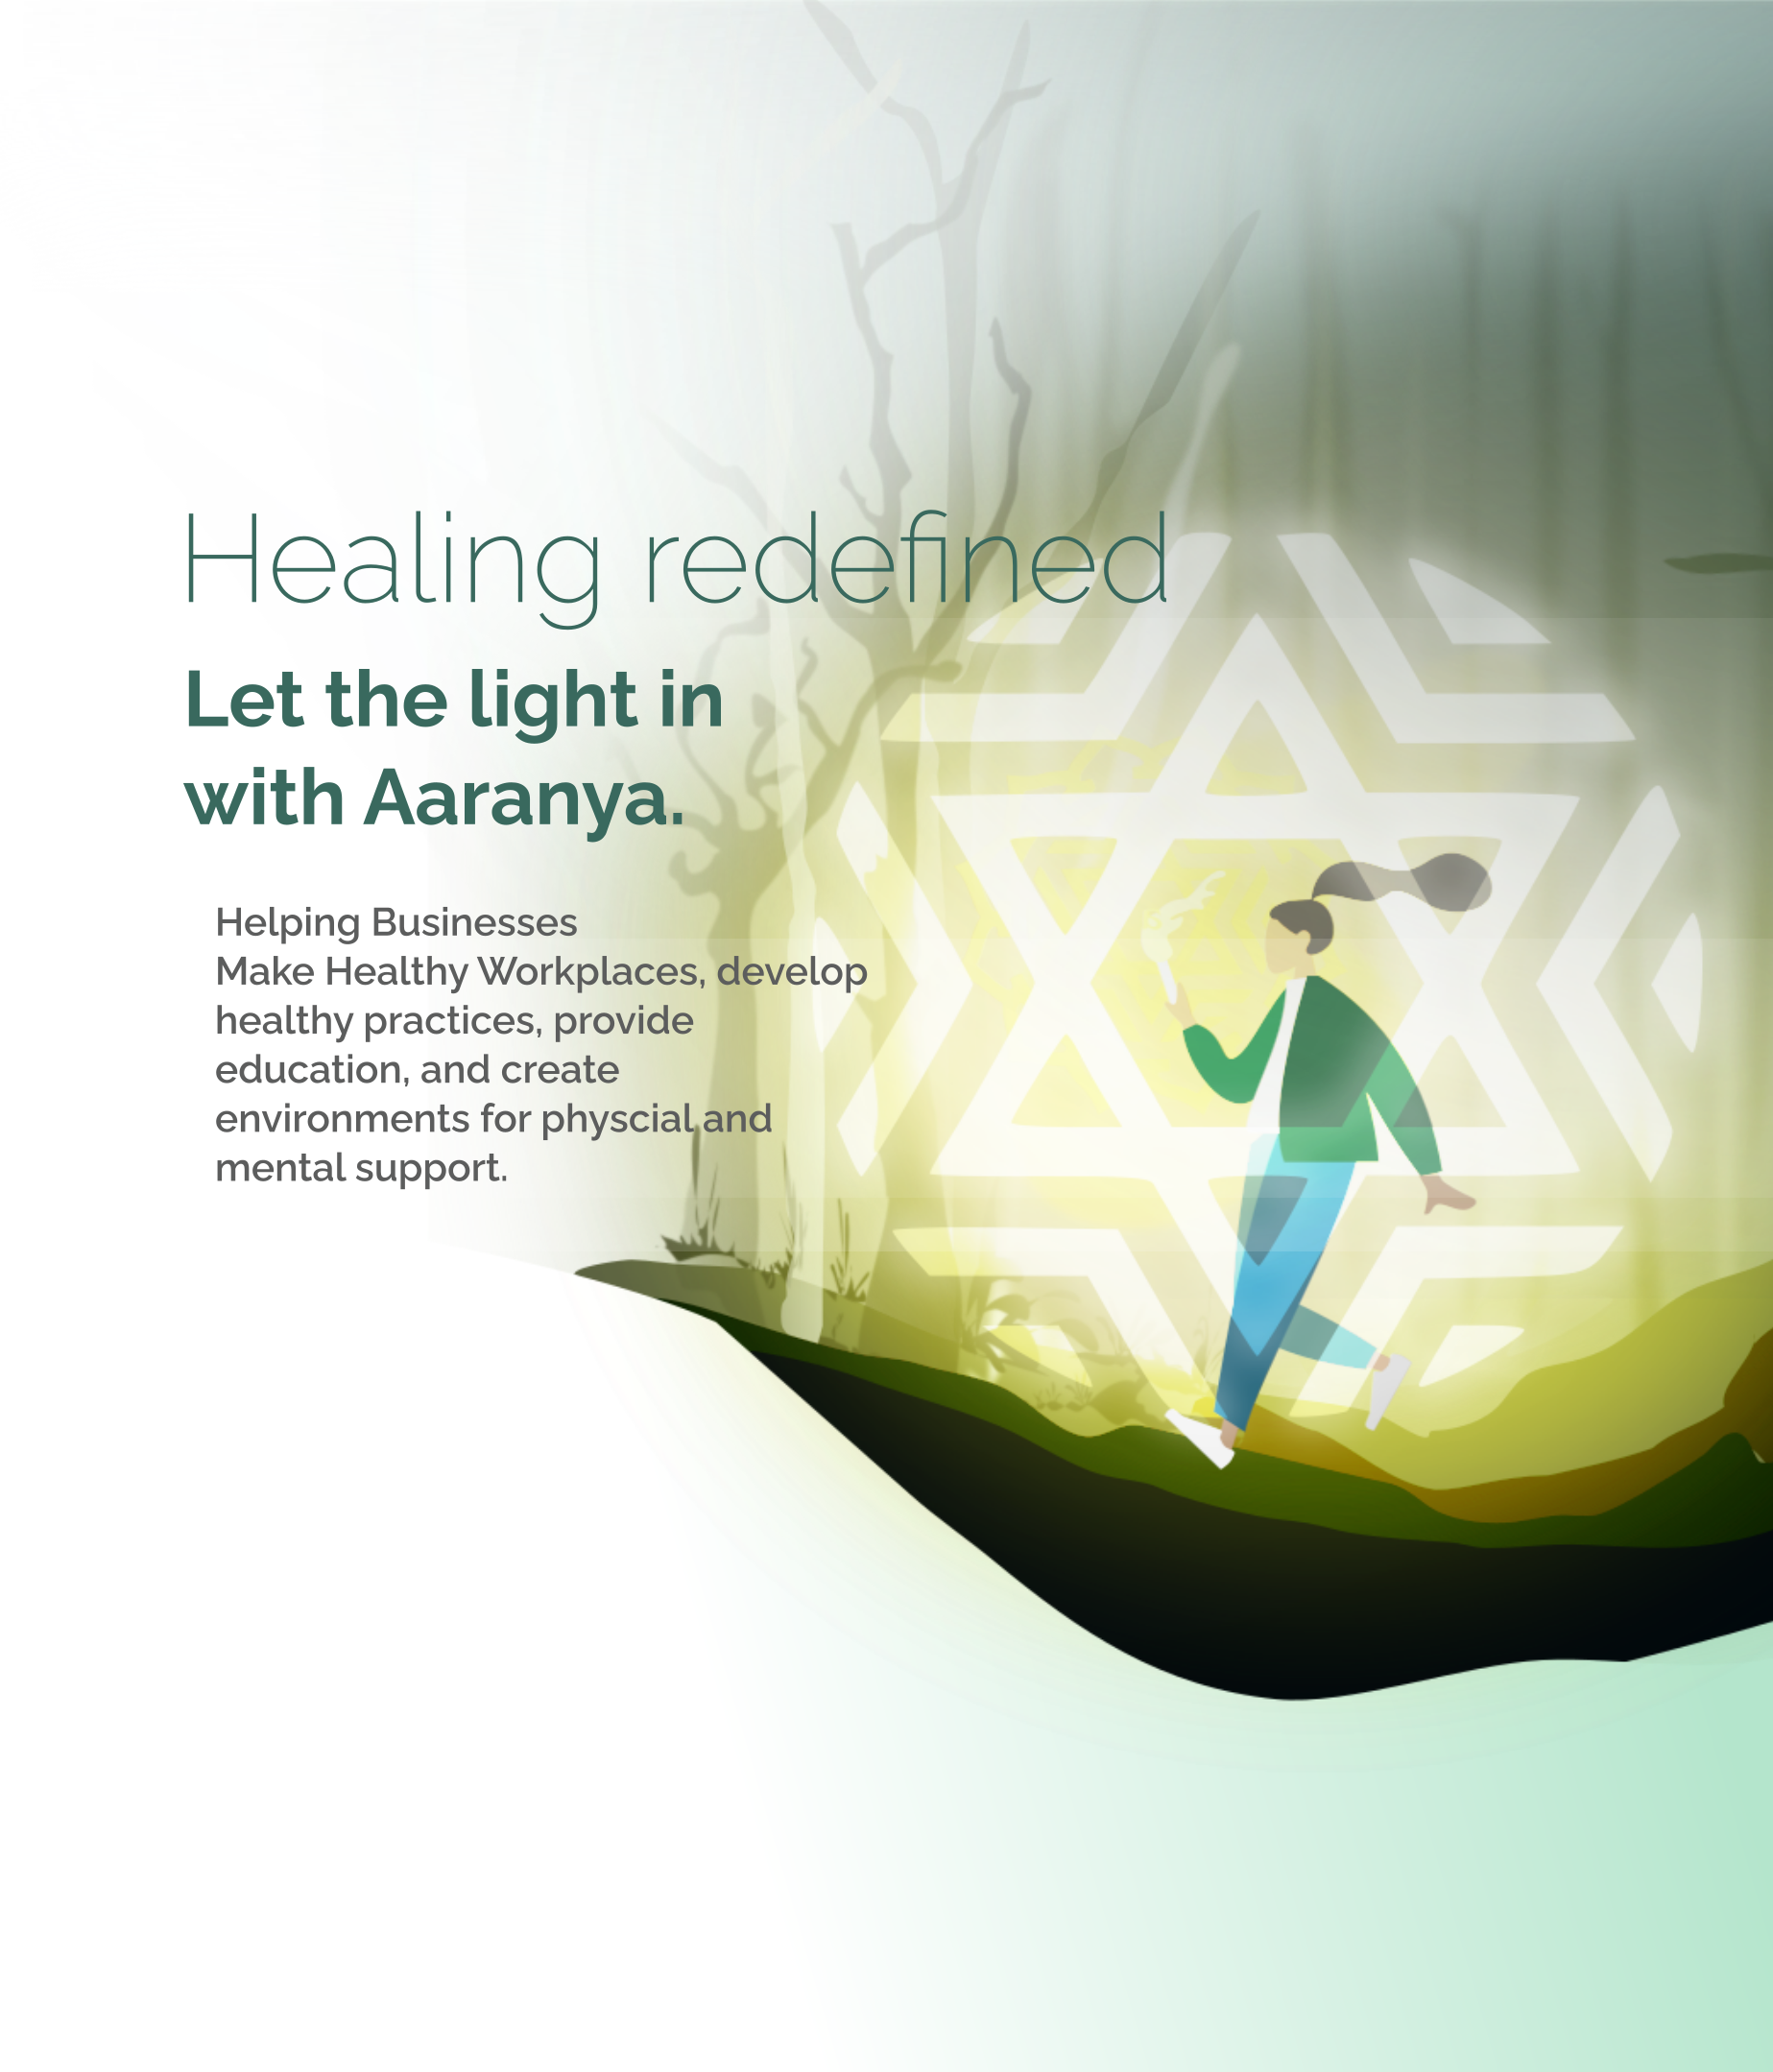 Healing redefined
Let the light in
with Aaranya.
Helping Businesses
Make Healthy Workplaces, develop
healthy practices, provide
education, and create
environments for physcial and
mental support.